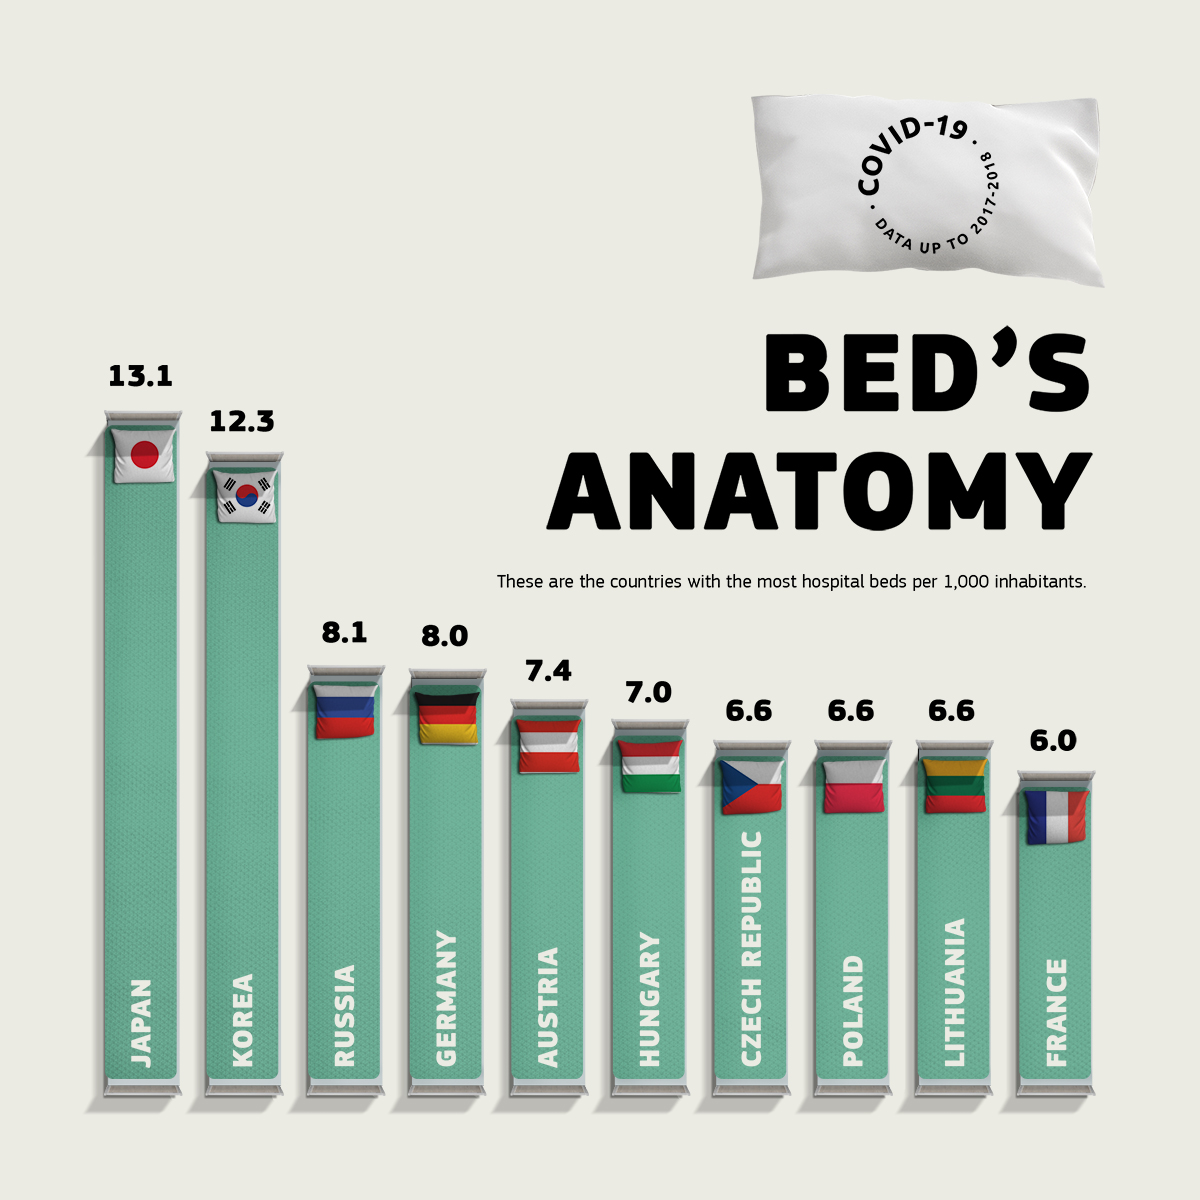 COVID-19 · DATA UP TO 2017-2018 ·
BED’S
ANATOMY
These are the countries with the most hospital beds per 1,000 inhabitants.
13.1
12.3
8.1
8.0
7.4
7.0
6.6
6.6
6.6
6.0
JAPAN
KOREA
RUSSIA
GERMANY
AUSTRIA
HUNGARY
CZECH REPUBLIC
POLAND
LITHUANIA
FRANCE